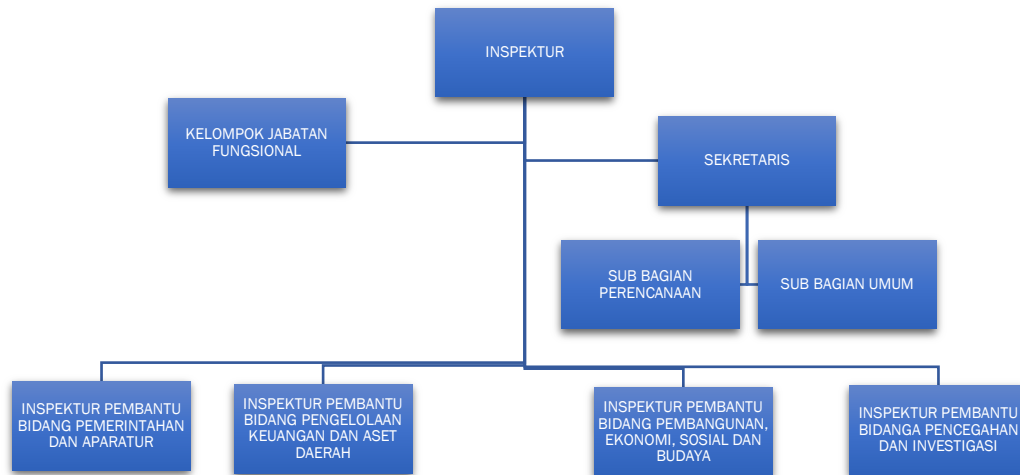 INSPEKTUR
KELOMPOK JABATAN
FUNGSIONAL
SEKRETARIS
SUB BAGIAN
PERENCANAAN
SUB BAGIAN UMUM
INSPEKTUR PEMBANTU
BIDANG PEMERINTAHAN
DAN APARATUR
INSPEKTUR PEMBANTU
BIDANG PENGELOLAAN
KEUANGAN DAN ASET
DAERAH
INSPEKTUR PEMBANTU
BIDANG PEMBANGUNAN,
EKONOMI, SOSIAL DAN
BUDAYA
INSPEKTUR PEMBANTU
BIDANGA PENCEGAHAN
DAN INVESTIGASI